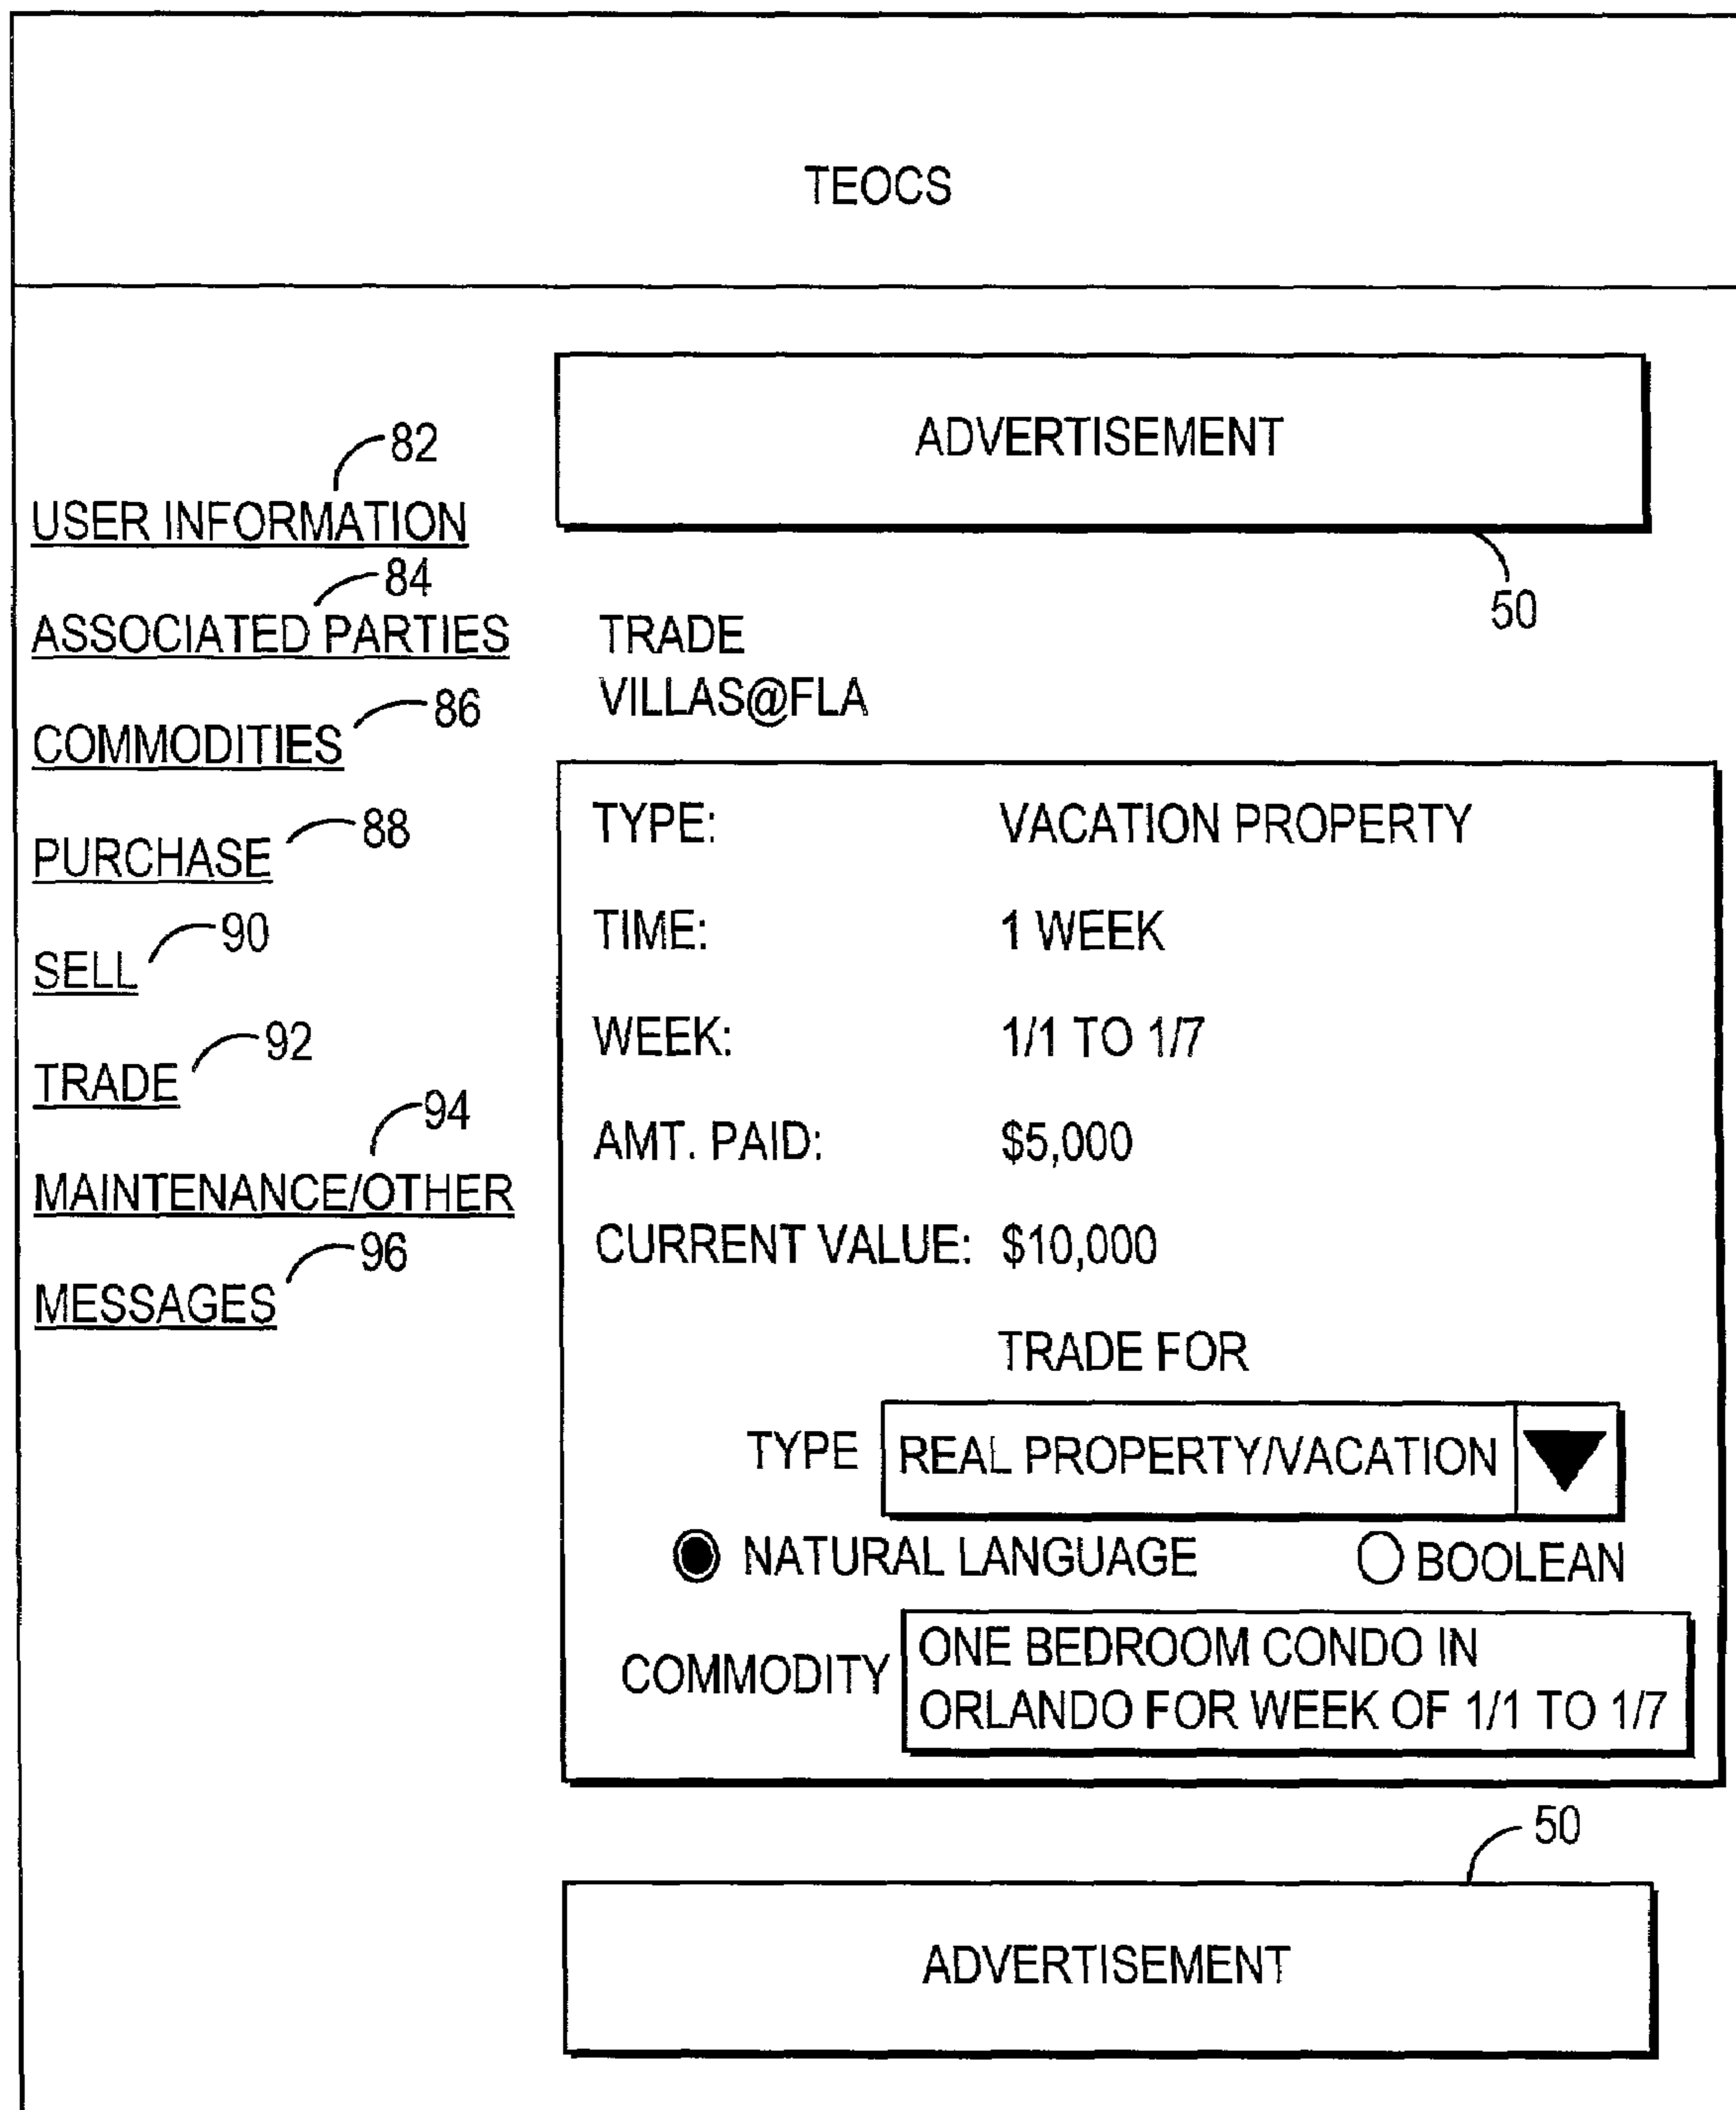 TEOCS
ADVERTISEMENT
50
82
USER INFORMATION
84
ASSOCIATED PARTIES
86
COMMODITIES
88
PURCHASE
90
SELL
92
TRADE
94
MAINTENANCE/OTHER
96
MESSAGES
TRADE
VILLAS@FLA
TYPE: VACATION PROPERTY
TIME: 1 WEEK
WEEK: 1/1 TO 1/7
AMT. PAID: $5,000
CURRENT VALUE: $10,000
TRADE FOR
TYPE REAL PROPERTY/VACATION
NATURAL LANGUAGE BOOLEAN
COMMODITY
ONE BEDROOM CONDO IN
ORLANDO FOR WEEK OF 1/1 TO 1/7
50
ADVERTISEMENT